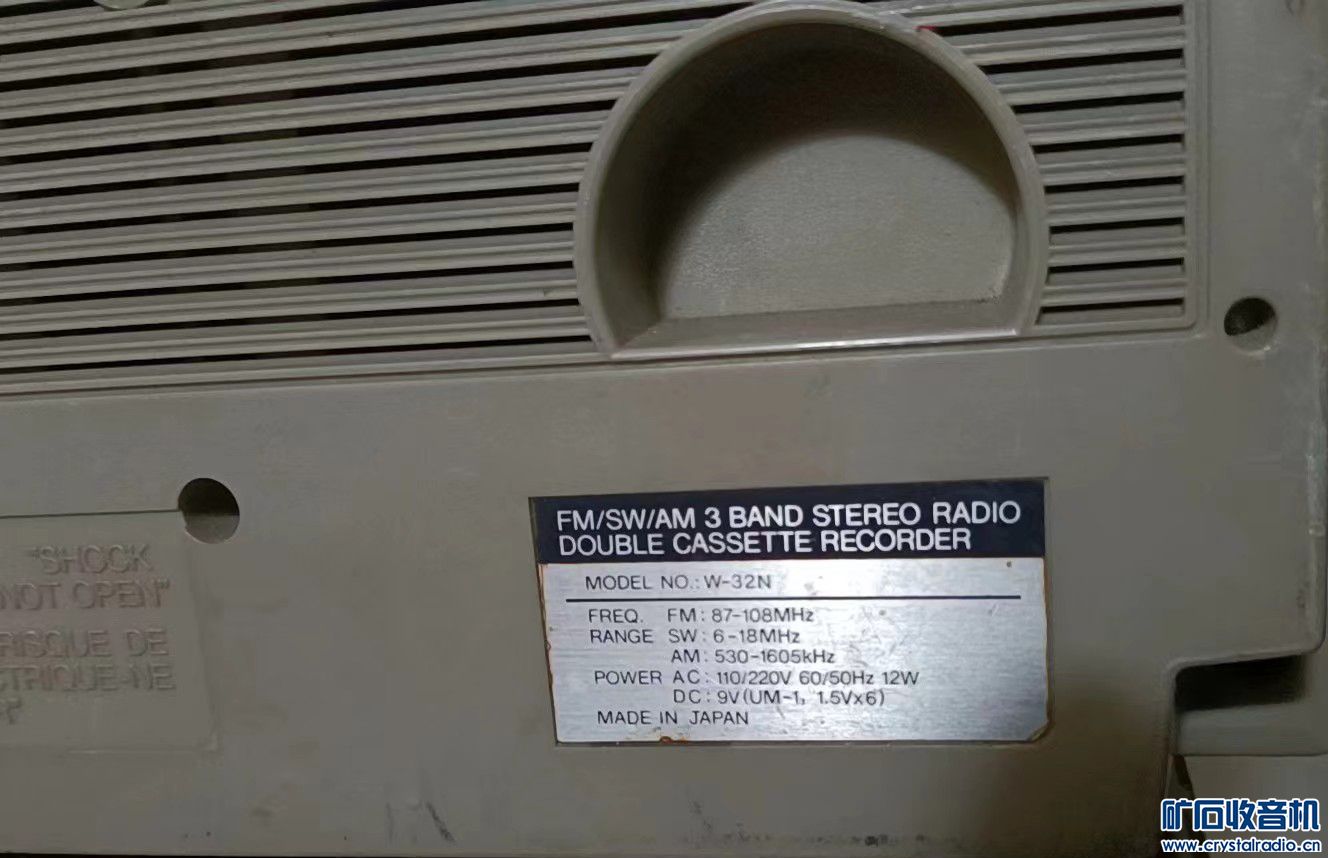 "SHOCK
NOT OPEN"
RISQUE DE
CTRIQUE-NE
FM/SW/AM 3 BAND STEREO RADIO
DOUBLE CASSETTE RECORDER
MODEL NO.: W-32N
FREQ. FM: 87-108MHz
RANGE SW: 6-18MHz
AM: 530-1605kHz
POWER AC: 110/220V 60/50Hz 12W
DC: 9V(UM-1, 1.5Vx6)
MADE IN JAPAN
矿石收音机
www.crystalradio.cn